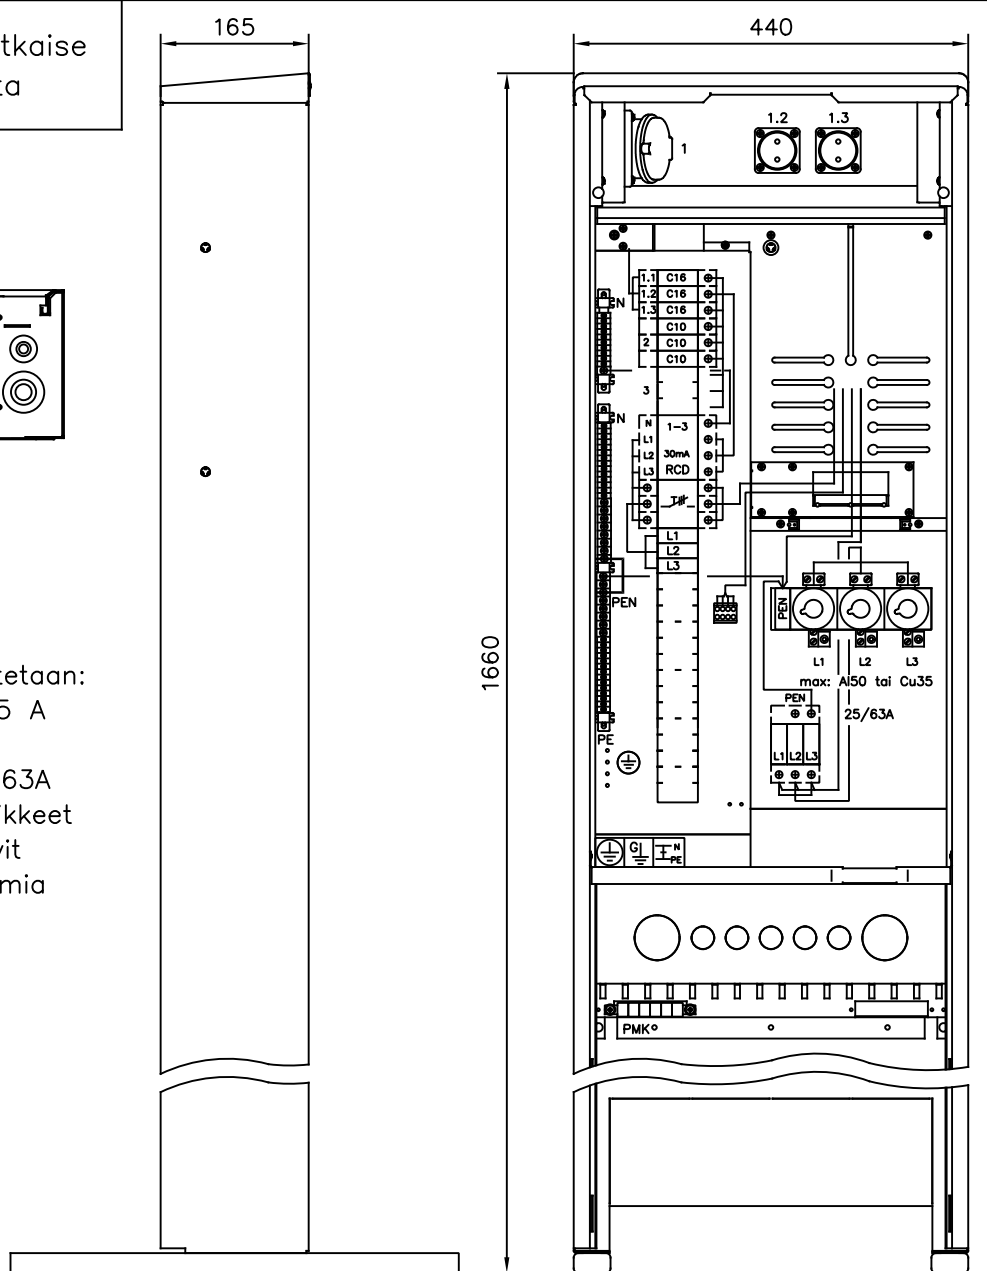 tkaise
ta
165
440
1660
1
1.2
1.3
1.1 C16
1.2 C16
1.3 C16
C10
2 C10
C10
3
N
N
N 1-3
L1
L2 30mA
L3 RCD
L1
L2
L3
PEN
PE
PEN
L1 L2 L3
max: Al50 tai Cu35
PEN
25/63A
L1 L2 L3
G
N
PE
PMK
tetaan:
5 A
63A
ikkeet
vit
mia